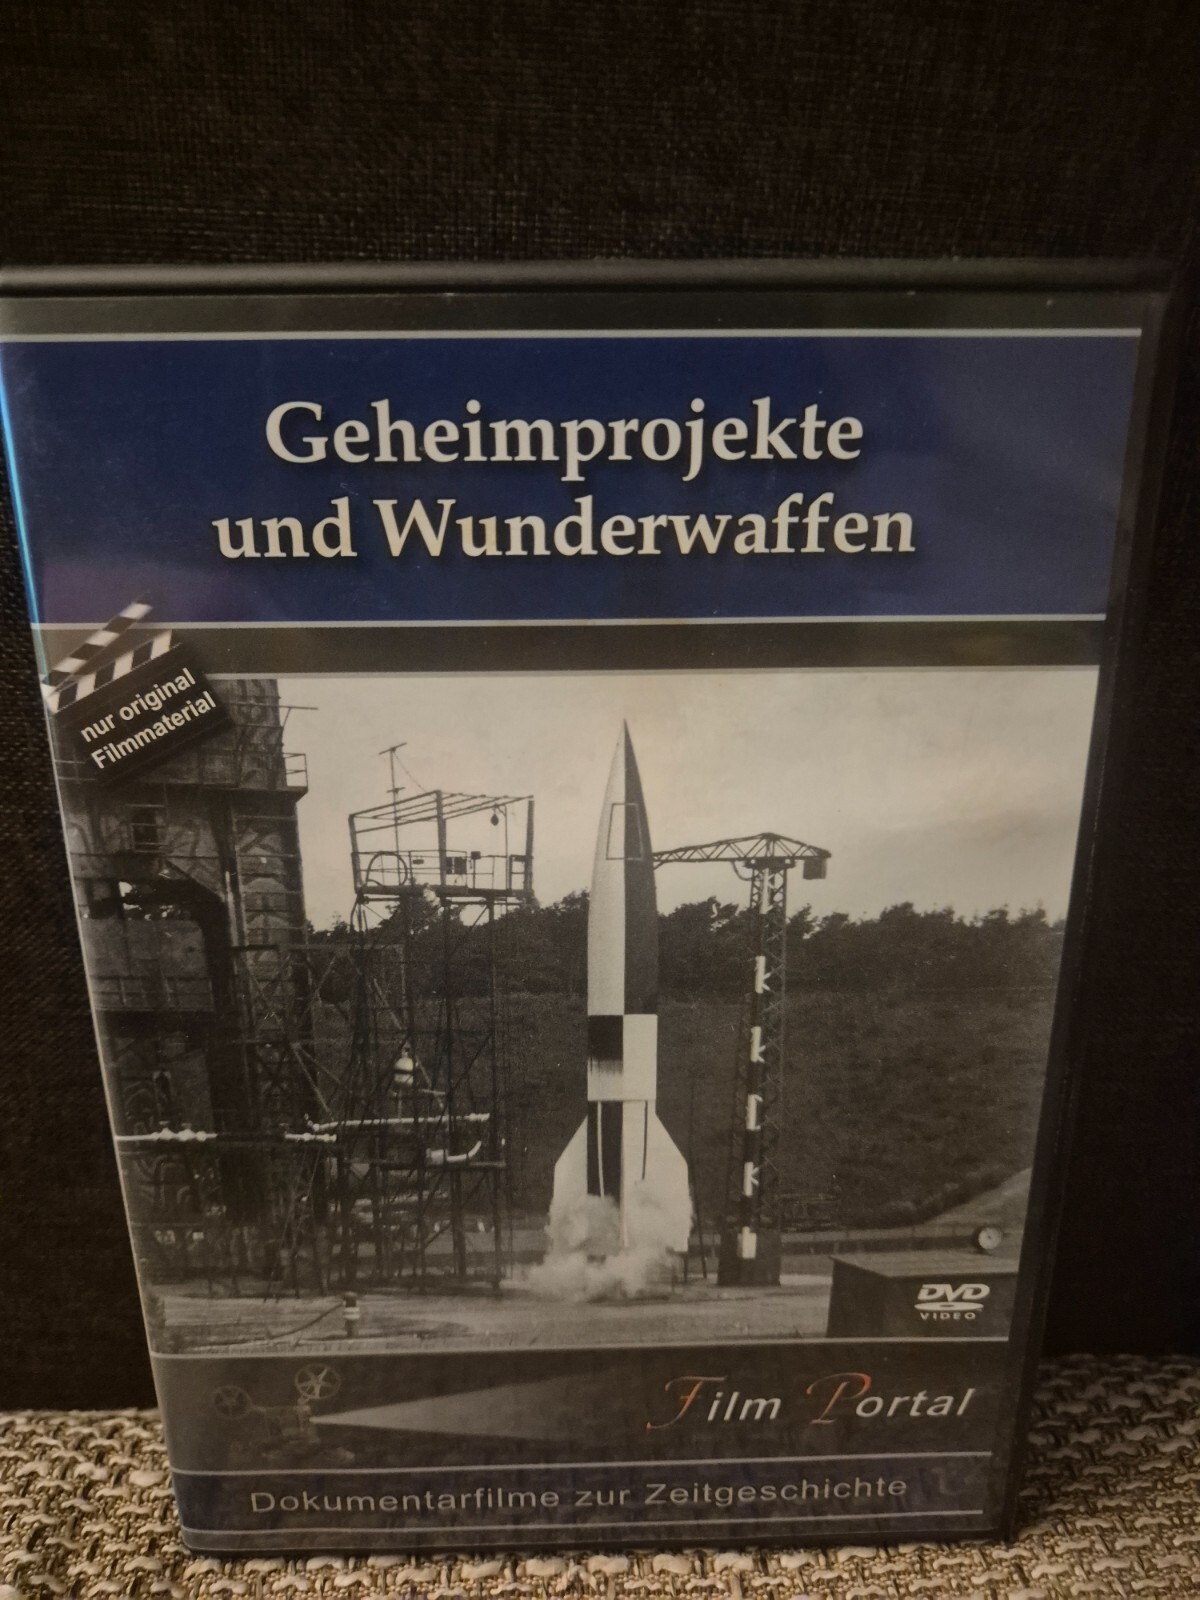 Geheimprojekte
und Wunderwaffen
nur original
Filmmaterial
DVD
VIDEO
Film Portal
Dokumentarfilme zur Zeitgeschichte